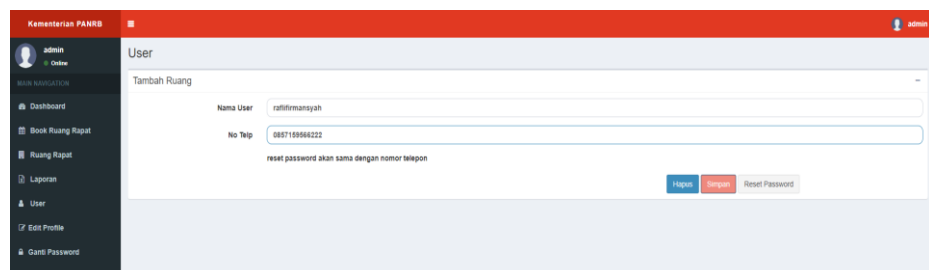 Kementerian PANRB
admin
admin
Online
User
MAIN NAVIGATION
Tambah Ruang
Dashboard
Nama User
raflifirmansyah
Book Ruang Rapat
No Telp
0857159566222
Ruang Rapat
reset password akan sama dengan nomor telepon
Laporan
Hapus
Simpan
Reset Password
User
Edit Profile
Ganti Password